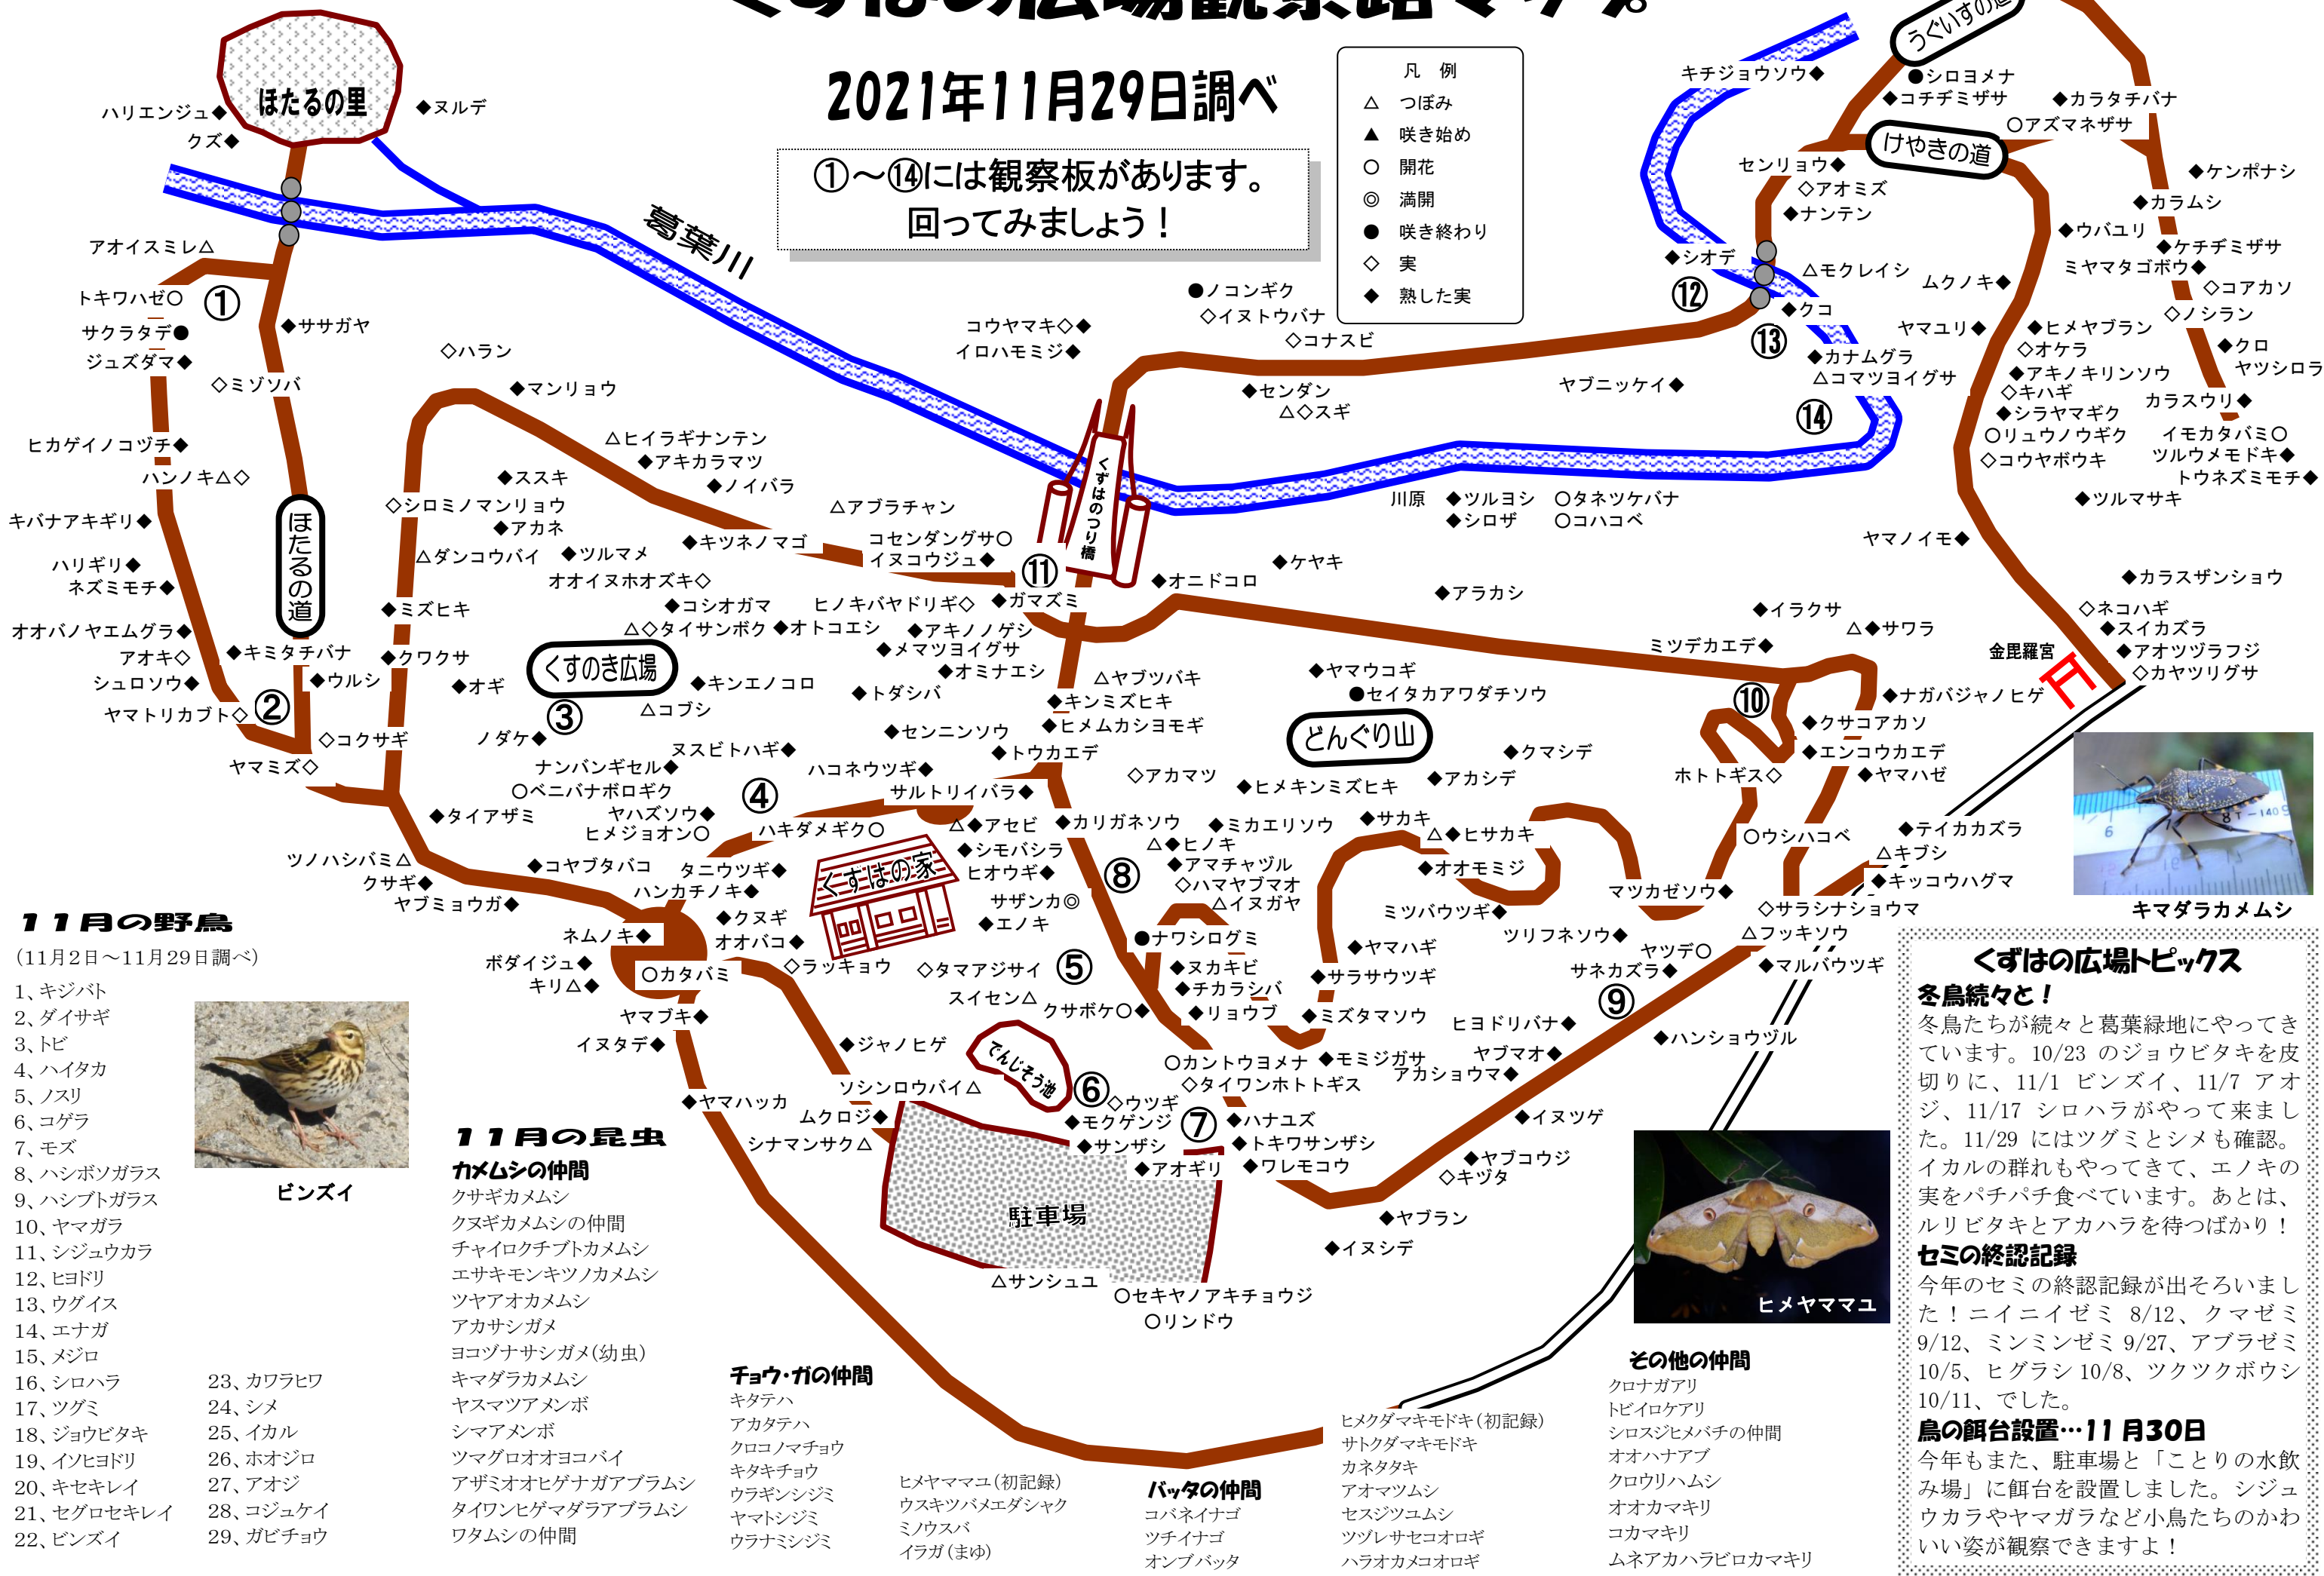 くずはの広場観察路マップ
2021年11月29日調べ
①～⑭には観察板があります。
回ってみましょう！
凡　例
△　つぼみ
▲　咲き始め
○　開花
◎　満開
●　咲き終わり
◇　実
◆　熟した実
ほたるの里
ハリエンジュ◆
クズ◆
◆ヌルデ
葛葉川
アオイスミレ△
トキワハゼ○
①
サクラタデ●
ジュズダマ◆
◆ササガヤ
◇ミゾソバ
ヒカゲイノコヅチ◆
ハンノキ△◇
キバナアキギリ◆
ハリギリ◆
ネズミモチ◆
ほたるの道
オオバノヤエムグラ◆
アオキ◇
シュロソウ◆
ヤマトリカブト◇
②
◆キミタチバナ
◆ウルシ
◇コクサギ
ヤマミズ◇
◇ハラン
◆マンリョウ
△ヒイラギナンテン
◆アキカラマツ
◆ノイバラ
◆ススキ
◇シロミノマンリョウ
◆アカネ
△ダンコウバイ
◆ツルマメ
◆キツネノマゴ
オオイヌホオズキ◇
◆ミズヒキ
◆コシオガマ
△◇タイサンボク
◆オトコエシ
◆クワクサ
◆オギ
くすのき広場
③
◆キンエノコロ
△コブシ
ノダケ◆
ヌスビトハギ◆
ナンバンギセル◆
○ベニバナボロギク
ヤハズソウ◆
ヒメジョオン○
④
◆タイアザミ
△アブラチャン
コセンダングサ○
イヌコウジュ◆
⑪
ヒノキバヤドリギ◇
◆ガマズミ
◆アキノノゲシ
◆メマツヨイグサ
◆オミナエシ
◆トダシバ
◆センニンソウ
◆トウカエデ
ハコネウツギ◆
サルトリイバラ◆
ハキダメギク○
コウヤマキ◇◆
イロハモミジ◆
●ノコンギク
◇イヌトウバナ
◇コナスビ
◆センダン
△◇スギ
ヤブニッケイ◆
くずはのつり橋
川原
◆ツルヨシ
○タネツケバナ
◆シロザ
○コハコベ
◆ケヤキ
◆オニドコロ
◆アラカシ
△ヤブツバキ
◆キンミズヒキ
◆ヒメムカシヨモギ
◇アカマツ
◆ヤマウコギ
●セイタカアワダチソウ
どんぐり山
◆クマシデ
◆アカシデ
◆ヒメキンミズヒキ
キチジョウソウ◆
うぐいすの道
●シロヨメナ
◆コチヂミザサ
◆カラタチバナ
○アズマネザサ
けやきの道
センリョウ◆
◇アオミズ
◆ナンテン
◆ケンポナシ
◆カラムシ
◆ウバユリ
◆ケチヂミザサ
ミヤマタゴボウ◆
◇コアカソ
◇ノシラン
◆シオデ
⑫
△モクレイシ
ムクノキ◆
◆クコ
⑬
ヤマユリ◆
◆ヒメヤブラン
◇オケラ
◆クロ
ヤツシロラ
◆カナムグラ
△コマツヨイグサ
◆アキノキリンソウ
◇キハギ
カラスウリ◆
◆シラヤマギク
⑭
○リュウノウギク
イモカタバミ○
◇コウヤボウキ
ツルウメモドキ◆
トウネズミモチ◆
◆ツルマサキ
ヤマノイモ◆
◆カラスザンショウ
◆イラクサ
◇ネコハギ
△◆サワラ
◆スイカズラ
ミツデカエデ◆
金毘羅宮
◆アオツヅラフジ
◇カヤツリグサ
⑩
◆ナガバジャノヒゲ
◆クサコアカソ
◆エンコウカエデ
ホトトギス◇
◆ヤマハゼ
○ウシハコベ
◆テイカカズラ
△キブシ
◆キッコウハグマ
マツカゼソウ◆
◇サラシナショウマ
△フッキソウ
◆マルバウツギ
キマダラカメムシ
ツノハシバミ△
クサギ◆
ヤブミョウガ◆
◆コヤブタバコ
タニウツギ◆
ハンカチノキ◆
◆クヌギ
オオバコ◆
ネムノキ◆
ボダイジュ◆
キリ△◆
○カタバミ
◇ラッキョウ
ヤマブキ◆
イヌタデ◆
◆ヤマハッカ
くずはの家
△◆アセビ
◆シモバシラ
ヒオウギ◆
サザンカ◎
◆エノキ
◆カリガネソウ
◆ミカエリソウ
△◆ヒノキ
◆アマチャヅル
◇ハマヤブマオ
△イヌガヤ
⑧
◆サカキ
△◆ヒサカキ
◆オオモミジ
ミツバウツギ◆
ツリフネソウ◆
ヤツデ○
サネカズラ◆
⑨
◆ヤマハギ
◆サラサウツギ
◆ミズタマソウ
●ナワシログミ
◆ヌカキビ
◆チカラシバ
◆リョウブ
◇タマアジサイ
⑤
スイセン△
クサボケ○◆
ヒヨドリバナ◆
ヤブマオ◆
アカショウマ◆
◆ハンショウヅル
○カントウヨメナ
◆モミジガサ
◇タイワンホトトギス
◆ジャノヒゲ
でんじそう池
⑥
◇ウツギ
◆モクゲンジ
◆サンザシ
⑦
◆ハナユズ
◆トキワサンザシ
◆アオギリ
◆ワレモコウ
ソシンロウバイ△
ムクロジ◆
シナマンサク△
駐車場
△サンシュユ
○セキヤノアキチョウジ
○リンドウ
◆イヌツゲ
◆ヤブコウジ
◇キヅタ
◆ヤブラン
◆イヌシデ
11月の野鳥
（11月2日～11月29日調べ）
1、キジバト
2、ダイサギ
3、トビ
4、ハイタカ
5、ノスリ
6、コゲラ
7、モズ
8、ハシボソガラス
9、ハシブトガラス
10、ヤマガラ
11、シジュウカラ
12、ヒヨドリ
13、ウグイス
14、エナガ
15、メジロ
16、シロハラ
17、ツグミ
18、ジョウビタキ
19、イソヒヨドリ
20、キセキレイ
21、セグロセキレイ
22、ビンズイ
23、カワラヒワ
24、シメ
25、イカル
26、ホオジロ
27、アオジ
28、コジュケイ
29、ガビチョウ
ビンズイ
11月の昆虫
カメムシの仲間
クサギカメムシ
クヌギカメムシの仲間
チャイロクチブトカメムシ
エサキモンキツノカメムシ
ツヤアオカメムシ
アカサシガメ
ヨコヅナサシガメ(幼虫)
キマダラカメムシ
ヤスマツアメンボ
シマアメンボ
ツマグロオオヨコバイ
アザミオオヒゲナガアブラムシ
タイワンヒゲマダラアブラムシ
ワタムシの仲間
チョウ・ガの仲間
キタテハ
アカタテハ
クロコノマチョウ
キタキチョウ
ウラギンシジミ
ヤマトシジミ
ウラナミシジミ
ヒメヤママユ(初記録)
ウスキツバメエダシャク
ミノウスバ
イラガ(まゆ)
バッタの仲間
コバネイナゴ
ツチイナゴ
オンブバッタ
ヒメクダマキモドキ(初記録)
サトクダマキモドキ
カネタタキ
アオマツムシ
セスジツユムシ
ツヅレサセコオロギ
ハラオカメコオロギ
その他の仲間
クロナガアリ
トビイロケアリ
シロスジヒメバチの仲間
オオハナアブ
クロウリハムシ
オオカマキリ
コカマキリ
ムネアカハラビロカマキリ
ヒメヤママユ
くずはの広場トピックス
冬鳥続々と！
冬鳥たちが続々と葛葉緑地にやってき
ています。10/23 のジョウビタキを皮
切りに、11/1 ビンズイ、11/7 アオ
ジ、11/17 シロハラがやって来まし
た。11/29 にはツグミとシメも確認。
イカルの群れもやってきて、エノキの
実をパチパチ食べています。あとは、
ルリビタキとアカハラを待つばかり！
セミの終認記録
今年のセミの終認記録が出そろいまし
た！ニイニイゼミ 8/12、クマゼミ
9/12、ミンミンゼミ 9/27、アブラゼミ
10/5、ヒグラシ 10/8、ツクツクボウシ
10/11、でした。
鳥の餌台設置…11月30日
今年もまた、駐車場と「ことりの水飲
み場」に餌台を設置しました。シジュ
ウカラやヤマガラなど小鳥たちのかわ
いい姿が観察できますよ！